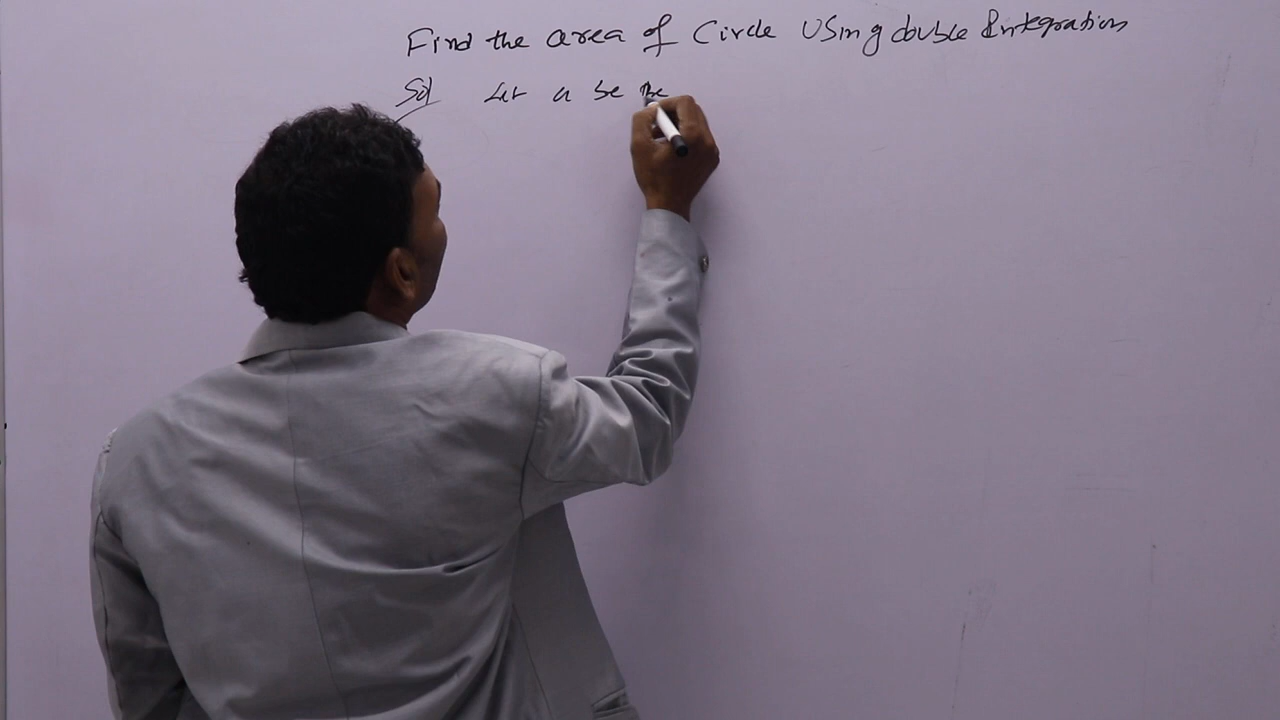 Find the area of Circle Using double Integration
Sol Let a be the